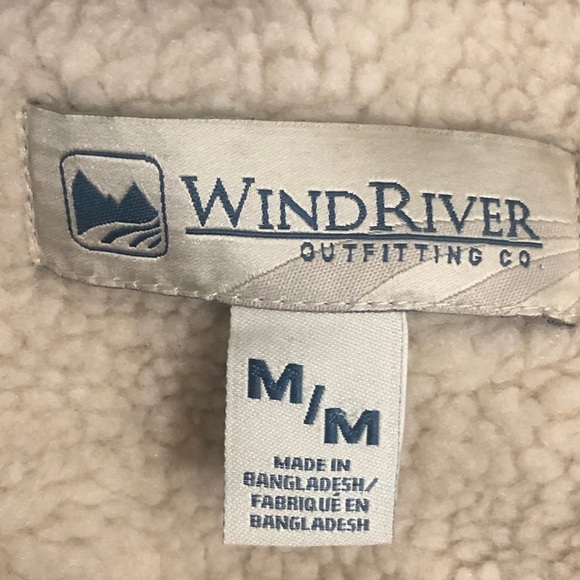 WINDRIVER
OUTFITTING CO.
M/M
MADE IN
BANGLADESH/
FABRIQUÉ EN
BANGLADESH